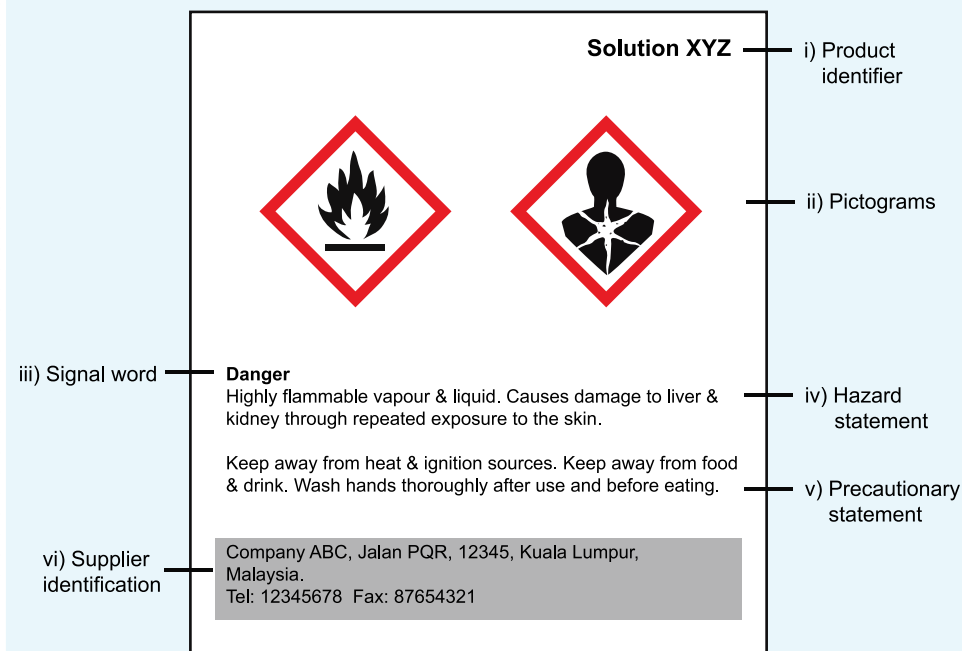 Solution XYZ
i) Product
identifier
ii) Pictograms
iii) Signal word
Danger
Highly flammable vapour & liquid. Causes damage to liver &
kidney through repeated exposure to the skin.
iv) Hazard
statement
Keep away from heat & ignition sources. Keep away from food
& drink. Wash hands thoroughly after use and before eating.
v) Precautionary
statement
vi) Supplier
identification
Company ABC, Jalan PQR, 12345, Kuala Lumpur,
Malaysia.
Tel: 12345678 Fax: 87654321